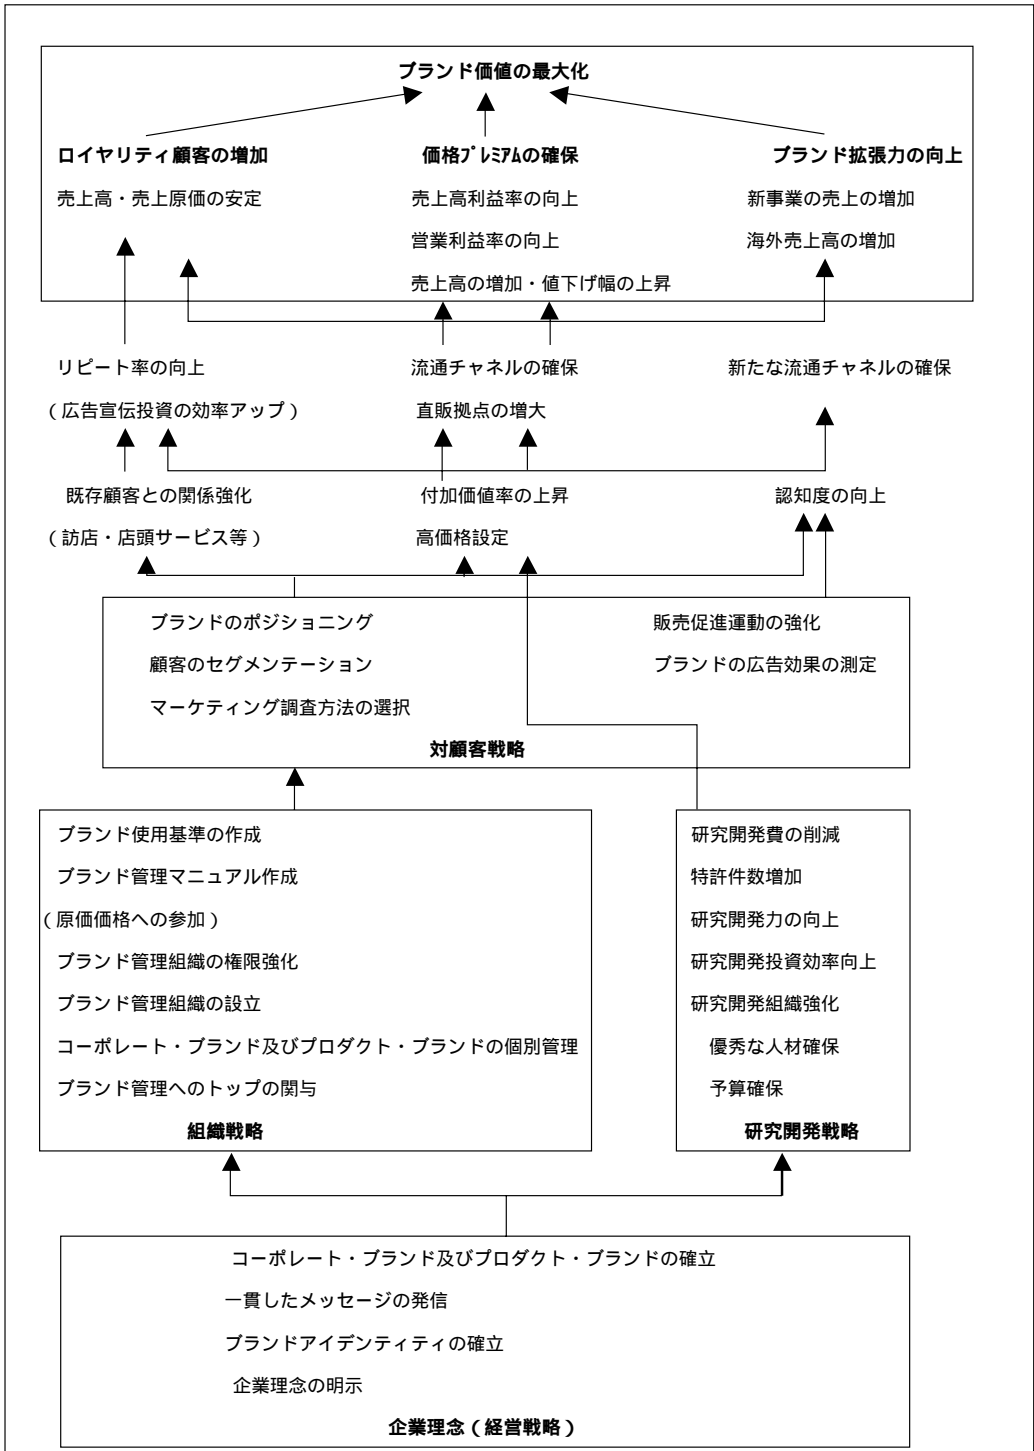 ブランド価値の最大化
ロイヤリティ顧客の増加 価格プレミアムの確保 ブランド拡張力の向上
売上高・売上原価の安定 売上高利益率の向上 新事業の売上の増加
営業利益率の向上 海外売上高の増加
売上高の増加・値下げ幅の上昇
リピート率の向上 流通チャネルの確保 新たな流通チャネルの確保
(広告宣伝投資の効率アップ) 直販拠点の増大
既存顧客との関係強化 付加価値率の上昇 認知度の向上
(訪店・店頭サービス等) 高価格設定
ブランドのポジショニング 販売促進運動の強化
顧客のセグメンテーション ブランドの広告効果の測定
マーケティング調査方法の選択
対顧客戦略
ブランド使用基準の作成
ブランド管理マニュアル作成
(原価価格への参加)
ブランド管理組織の権限強化
ブランド管理組織の設立
コーポレート・ブランド及びプロダクト・ブランドの個別管理
ブランド管理へのトップの関与
組織戦略
研究開発費の削減
特許件数増加
研究開発力の向上
研究開発投資効率向上
研究開発組織強化
優秀な人材確保
予算確保
研究開発戦略
コーポレート・ブランド及びプロダクト・ブランドの確立
一貫したメッセージの発信
ブランドアイデンティティの確立
企業理念の明示
企業理念(経営戦略)